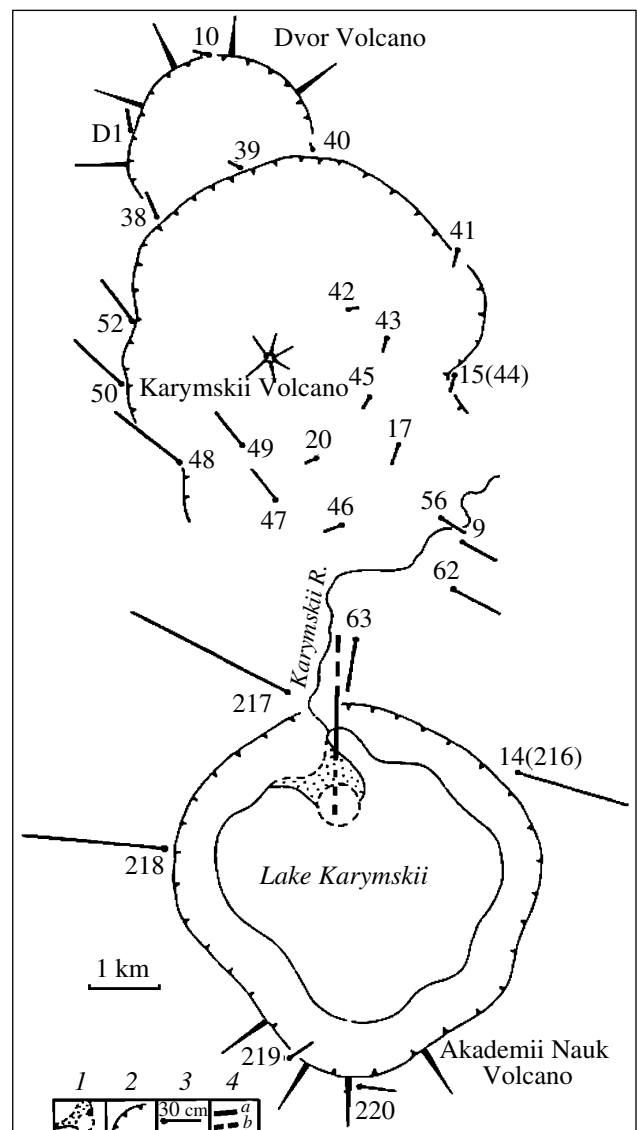 10
Dvor Volcano
D1
39
40
38
41
42
52
43
45
15(44)
Karymskii Volcano
50
49
20
17
48
47
46
56
9
62
Karymskii R.
63
217
14(216)
218
Lake Karymskii
1 km
219
Akademii Nauk
Volcano
220
1 2 3 4
30 cm
a
b